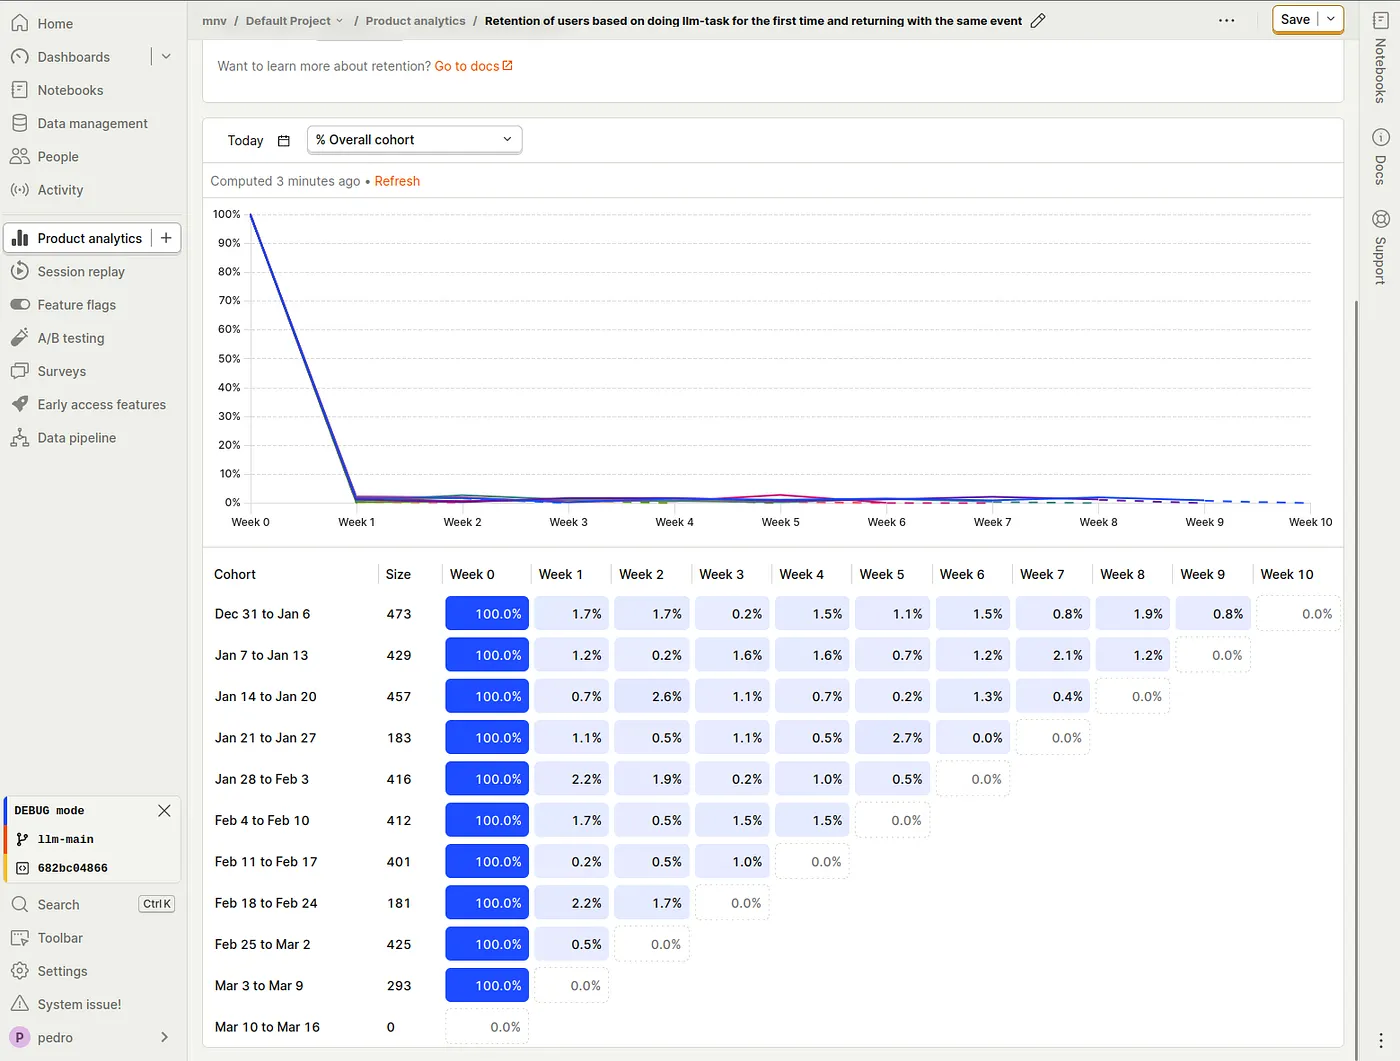 Home
Dashboards
Notebooks
Data management
People
Activity
Product analytics
Session replay
Feature flags
A/B testing
Surveys
Early access features
Data pipeline
DEBUG mode
llm-main
682bc04866
Search Ctrl K
Toolbar
Settings
System issue!
P pedro
mnv / Default Project / Product analytics / Retention of users based on doing llm-task for the first time and returning with the same event
Save
Want to learn more about retention? Go to docs
Today % Overall cohort
Computed 3 minutes ago • Refresh
100%
90%
80%
70%
60%
50%
40%
30%
20%
10%
0%
Week 0 Week 1 Week 2 Week 3 Week 4 Week 5 Week 6 Week 7 Week 8 Week 9 Week 10
Cohort Size Week 0 Week 1 Week 2 Week 3 Week 4 Week 5 Week 6 Week 7 Week 8 Week 9 Week 10
Dec 31 to Jan 6 473 100.0% 1.7% 1.7% 0.2% 1.5% 1.1% 1.5% 0.8% 1.9% 0.8% 0.0%
Jan 7 to Jan 13 429 100.0% 1.2% 0.2% 1.6% 1.6% 0.7% 1.2% 2.1% 1.2% 0.0%
Jan 14 to Jan 20 457 100.0% 0.7% 2.6% 1.1% 0.7% 0.2% 1.3% 0.4% 0.0%
Jan 21 to Jan 27 183 100.0% 1.1% 0.5% 1.1% 0.5% 2.7% 0.0% 0.0%
Jan 28 to Feb 3 416 100.0% 2.2% 1.9% 0.2% 1.0% 0.5% 0.0%
Feb 4 to Feb 10 412 100.0% 1.7% 0.5% 1.5% 1.5% 0.0%
Feb 11 to Feb 17 401 100.0% 0.2% 0.5% 1.0% 0.0%
Feb 18 to Feb 24 181 100.0% 2.2% 1.7% 0.0%
Feb 25 to Mar 2 425 100.0% 0.5% 0.0%
Mar 3 to Mar 9 293 100.0% 0.0%
Mar 10 to Mar 16 0 0.0%
Notebooks
Docs
Support